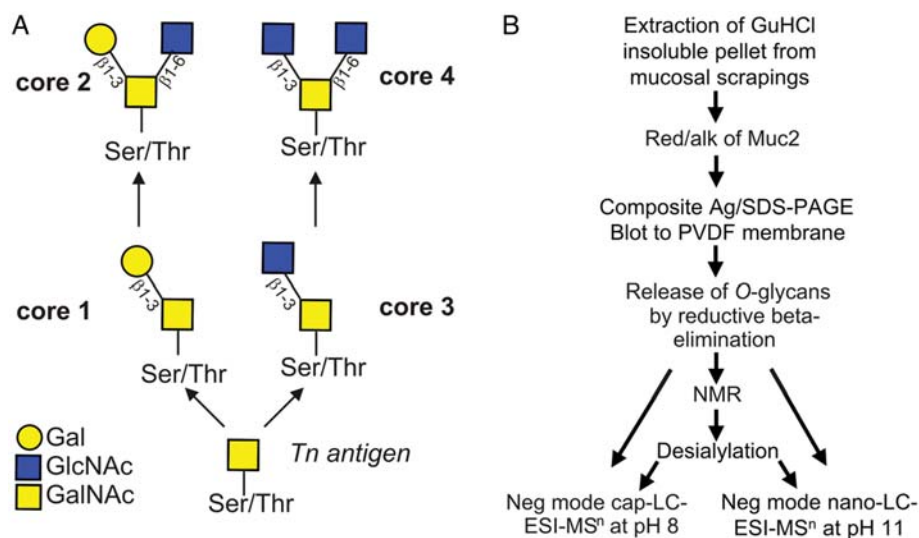 A
core 2
β1-3
β1-6
Ser/Thr
core 4
β1-3
β1-6
Ser/Thr
core 1
β1-3
Ser/Thr
core 3
β1-3
Ser/Thr
Tn antigen
Ser/Thr
Gal
GlcNAc
GalNAc
B
Extraction of GuHCl
insoluble pellet from
mucosal scrapings
Red/alk of Muc2
Composite Ag/SDS-PAGE
Blot to PVDF membrane
Release of O-glycans
by reductive beta-
elimination
NMR
Desialylation
Neg mode cap-LC-
ESI-MSⁿ at pH 8
Neg mode nano-LC-
ESI-MSⁿ at pH 11